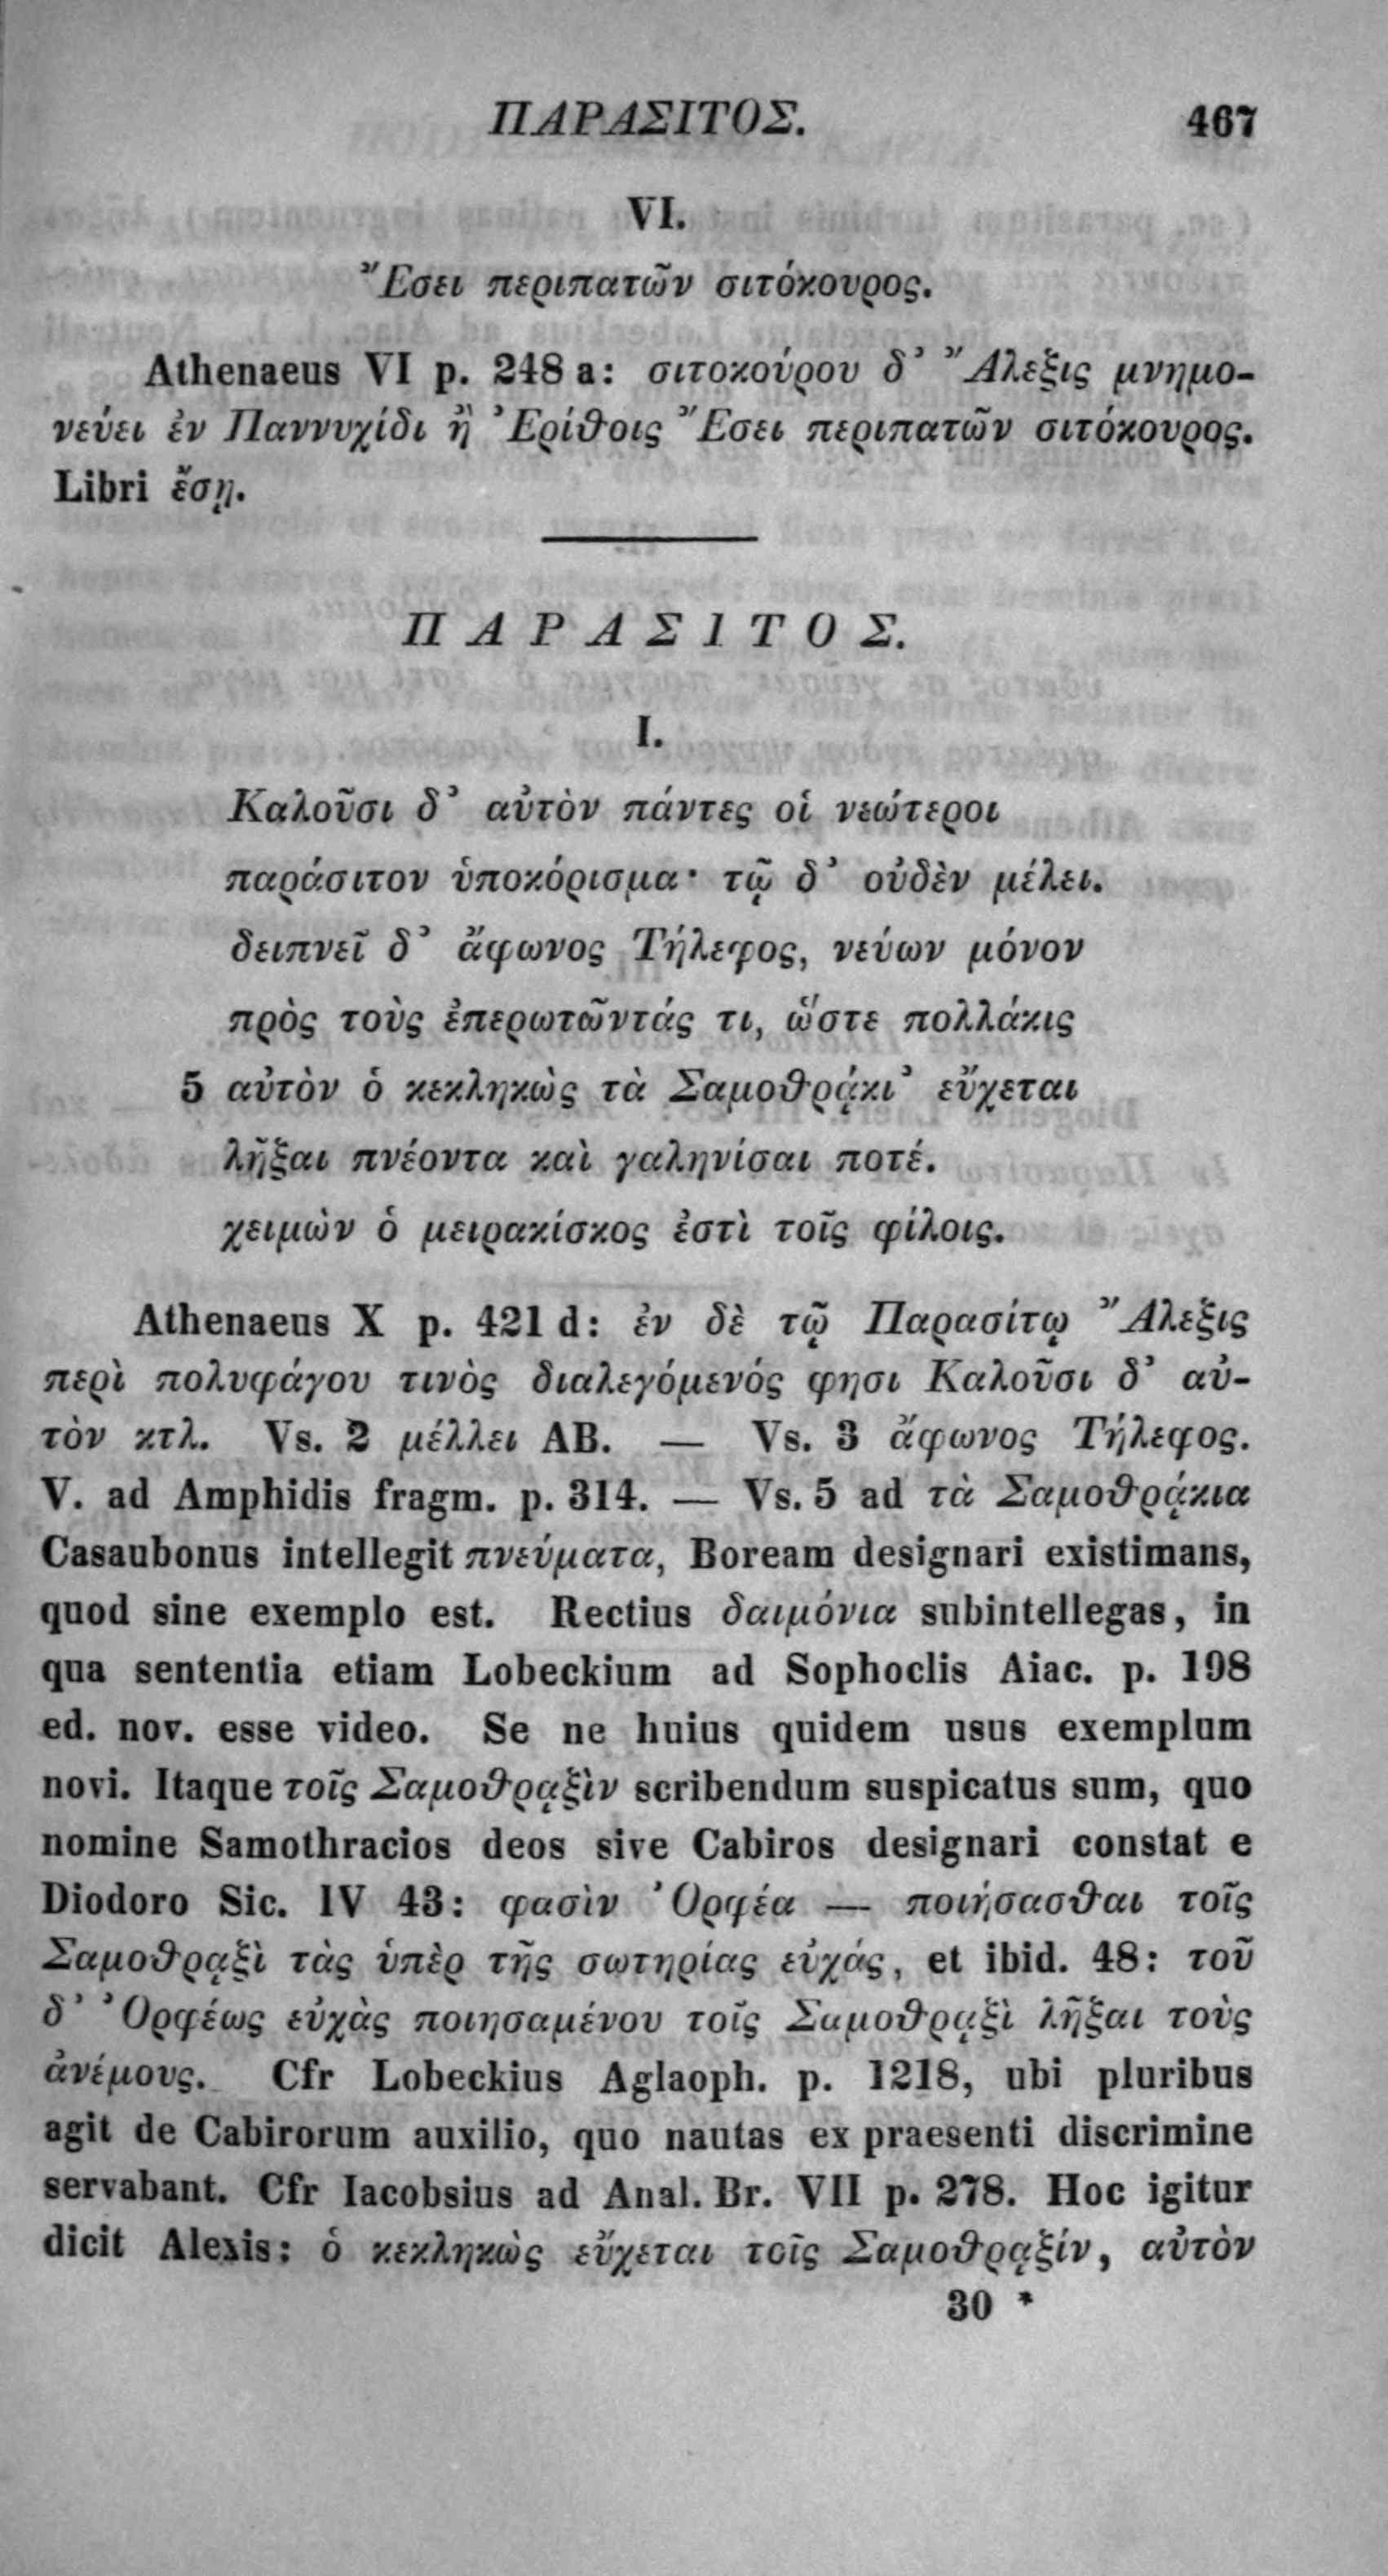 ΠΑΡΑΣΙΤΟΣ. 467
VI.
Ἔσει περιπατῶν σιτόκουρος.
Athenaeus VI p. 248 a: σιτοκούρου δ’ Ἄλεξις μνημο-
νεύει ἐν Παννυχίδι ἢ Ἐρίθοις Ἔσει περιπατῶν σιτόκουρος.
Libri ἔσῃ.
ΠΑΡΑΣΙΤΟΣ.
I.
Καλοῦσι δ’ αὐτὸν πάντες οἱ νεώτεροι
παράσιτον ὑποκόρισμα· τῷ δ’ οὐδὲν μέλει.
δειπνεῖ δ’ ἄφωνος Τήλεφος, νεύων μόνον
πρὸς τοὺς ἐπερωτῶντάς τι, ὥστε πολλάκις
5 αὐτὸν ὁ κεκληκὼς τὰ Σαμοθρᾴκι’ εὔχεται
λῆξαι πνέοντα καὶ γαληνίσαι ποτέ.
χειμὼν ὁ μειρακίσκος ἐστὶ τοῖς φίλοις.
Athenaeus X p. 421 d: ἐν δὲ τῷ Παρασίτῳ Ἄλεξις
περὶ πολυφάγου τινὸς διαλεγόμενός φησι Καλοῦσι δ’ αὐ-
τὸν κτλ. Vs. 2 μέλλει AB. — Vs. 3 ἄφωνος Τήλεφος.
V. ad Amphidis fragm. p. 314. — Vs. 5 ad τὰ Σαμοθρᾴκια
Casaubonus intellegit πνεύματα, Boream designari existimans,
quod sine exemplo est. Rectius δαιμόνια subintellegas, in
qua sententia etiam Lobeckium ad Sophoclis Aiac. p. 198
ed. nov. esse video. Se ne huius quidem usus exemplum
novi. Itaque τοῖς Σαμοθρᾳξὶν scribendum suspicatus sum, quo
nomine Samothracios deos sive Cabiros designari constat e
Diodoro Sic. IV 43: φασὶν Ὀρφέα — ποιήσασθαι τοῖς
Σαμοθρᾳξὶ τὰς ὑπὲρ τῆς σωτηρίας εὐχάς, et ibid. 48: τοῦ
δ’ Ὀρφέως εὐχὰς ποιησαμένου τοῖς Σαμοθρᾳξὶ λῆξαι τοὺς
ἀνέμους. Cfr Lobeckius Aglaoph. p. 1218, ubi pluribus
agit de Cabirorum auxilio, quo nautas ex praesenti discrimine
servabant. Cfr Iacobsius ad Anal. Br. VII p. 278. Hoc igitur
dicit Alexis: ὁ κεκληκὼς εὔχεται τοῖς Σαμοθρᾳξίν, αὐτὸν
30 *